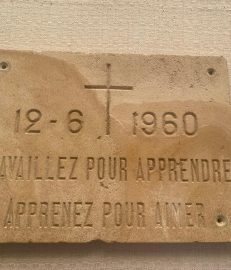 12-6 1960
AVAILLEZ POUR APPRENDRE
APPRENEZ POUR AIMER